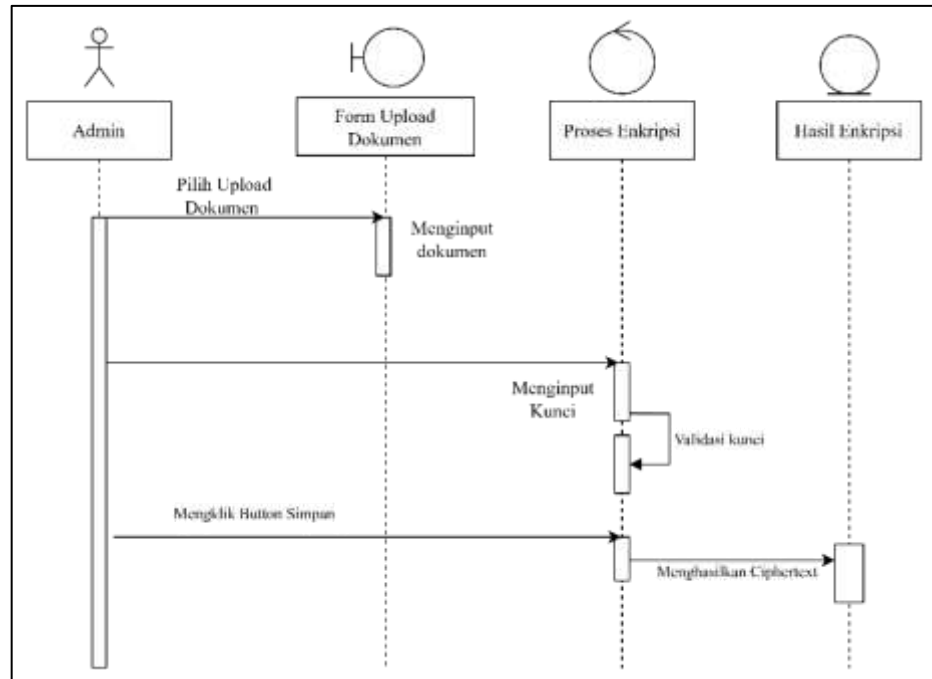 Admin
Form Upload
Dokumen
Proses Enkripsi
Hasil Enkripsi
Pilih Upload
Dokumen
Menginput
dokumen
Menginput
Kunci
Validasi kunci
Mengklik Button Simpan
Menghasilkan Ciphertext